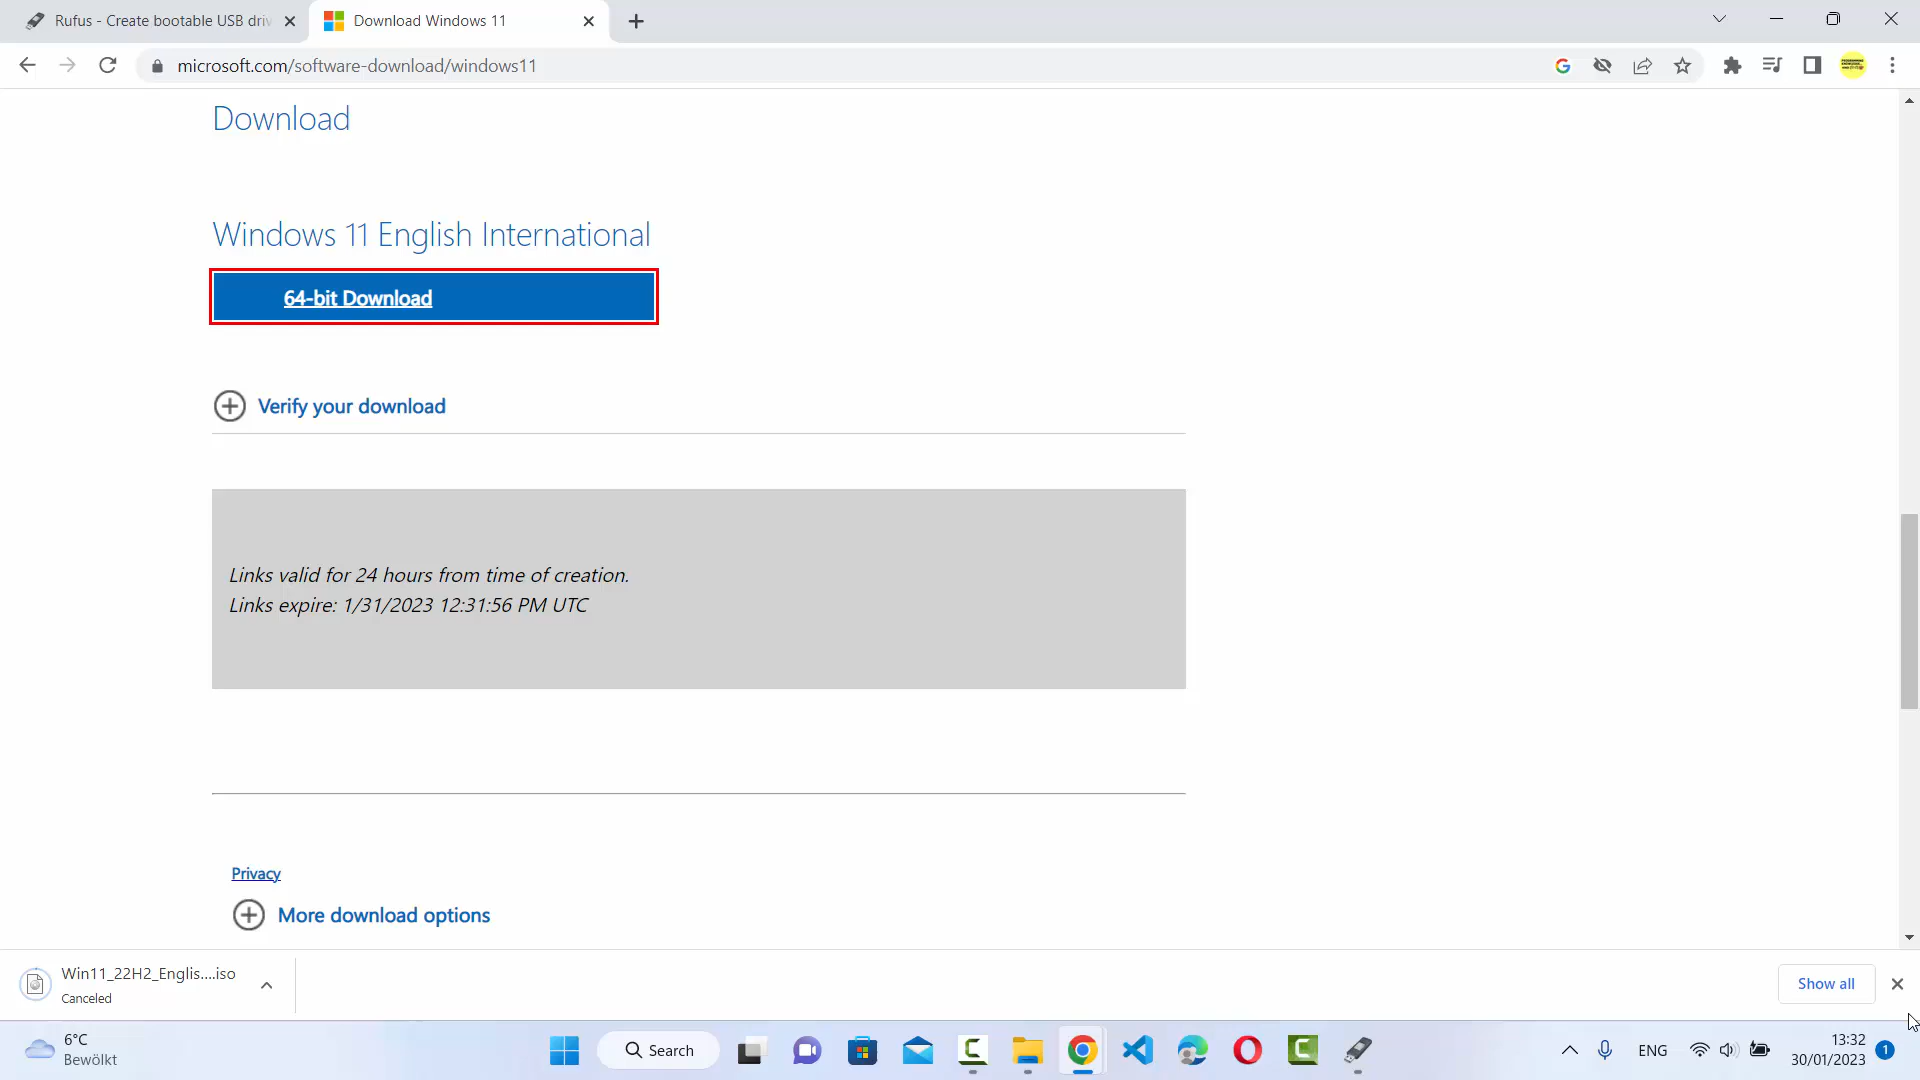 Rufus - Create bootable USB driv
Download Windows 11
microsoft.com/software-download/windows11
Download
Windows 11 English International
64-bit Download
Verify your download
Links valid for 24 hours from time of creation.
Links expire: 1/31/2023 12:31:56 PM UTC
Privacy
More download options
Win11_22H2_Englis....iso
Canceled
Show all
6°C
Bewölkt
Search
ENG
13:32
30/01/2023
1